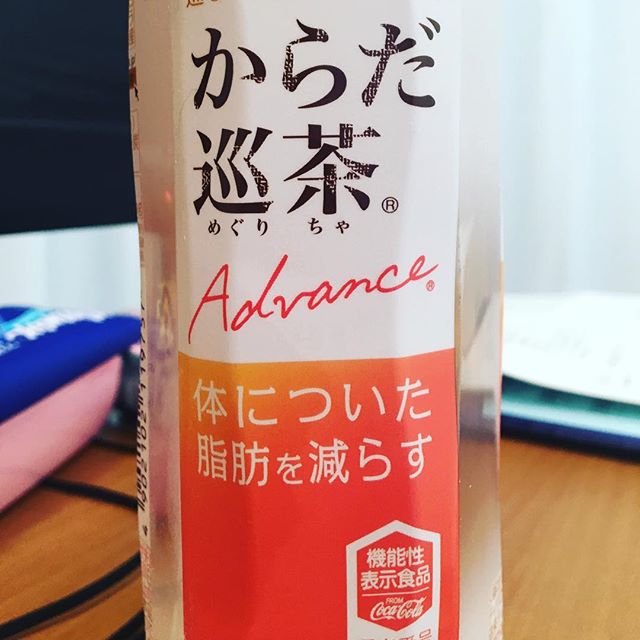 からだ
巡茶®
めぐり ちゃ
Advance®
体についた
脂肪を減らす
機能性
表示食品
FROM
Coca-Cola